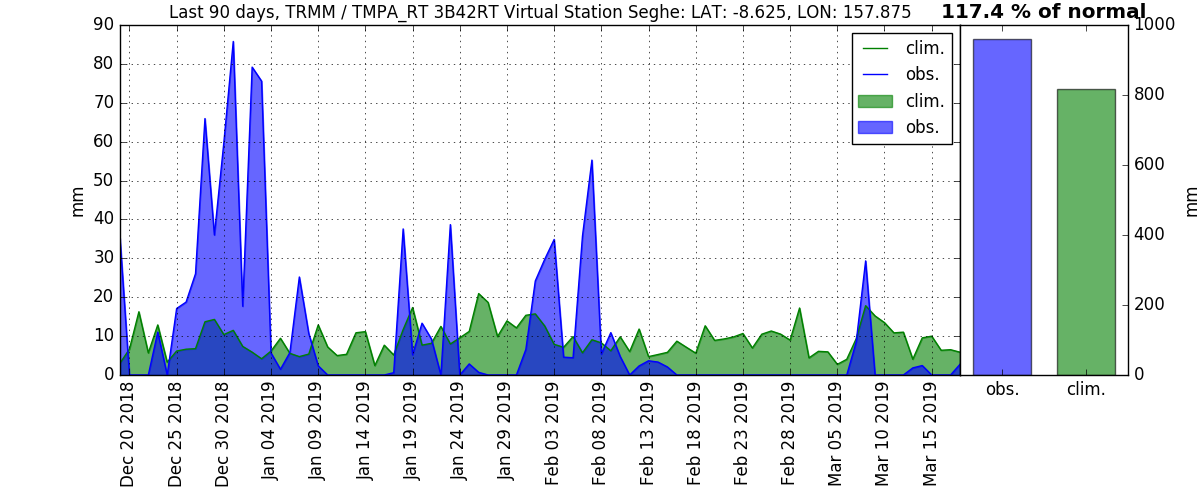 Last 90 days, TRMM / TMPA_RT 3B42RT Virtual Station Seghe: LAT: -8.625, LON: 157.875
117.4 % of normal
90
80
70
60
50
40
30
20
10
0
mm
clim.
obs.
clim.
obs.
Dec 20 2018
Dec 25 2018
Dec 30 2018
Jan 04 2019
Jan 09 2019
Jan 14 2019
Jan 19 2019
Jan 24 2019
Jan 29 2019
Feb 03 2019
Feb 08 2019
Feb 13 2019
Feb 18 2019
Feb 23 2019
Feb 28 2019
Mar 05 2019
Mar 10 2019
Mar 15 2019
1000
800
600
400
200
0
mm
obs.
clim.